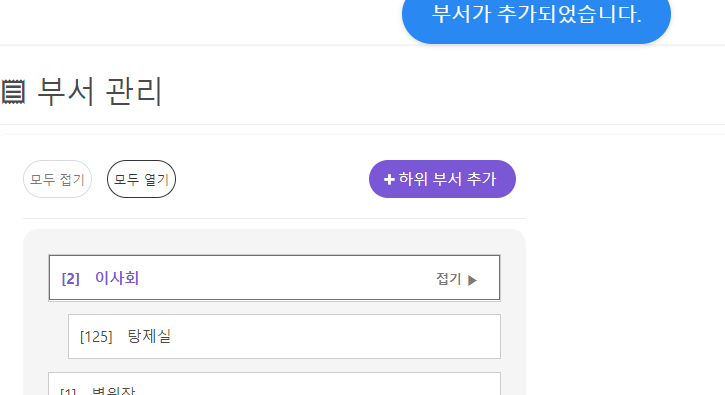 부서가 추가되었습니다.
부서 관리
모두 접기 모두 열기 + 하위 부서 추가
[2] 이사회 접기 ▶
[125] 탕제실
[1] 병원장